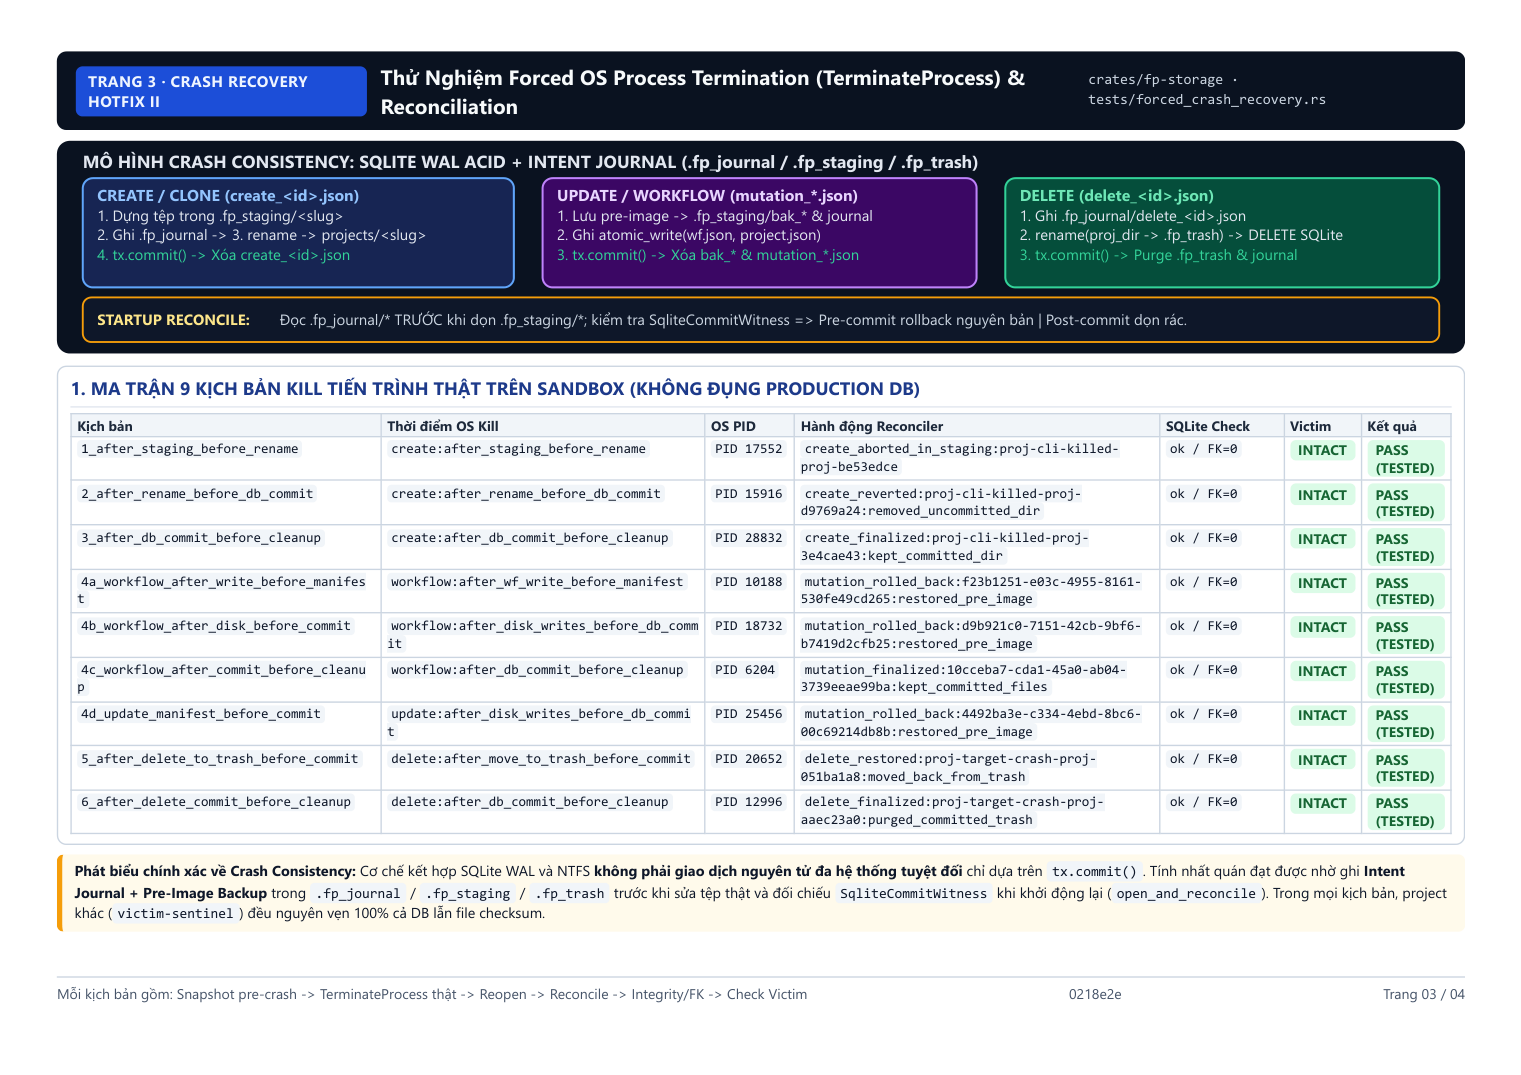 TRANG 3 · CRASH RECOVERY
HOTFIX II
Thử Nghiệm Forced OS Process Termination (TerminateProcess) &
Reconciliation
crates/fp-storage ·
tests/forced_crash_recovery.rs
MÔ HÌNH CRASH CONSISTENCY: SQLITE WAL ACID + INTENT JOURNAL (.fp_journal / .fp_staging / .fp_trash)
CREATE / CLONE (create_<id>.json)
1. Dựng tệp trong .fp_staging/<slug>
2. Ghi .fp_journal -> 3. rename -> projects/<slug>
4. tx.commit() -> Xóa create_<id>.json
UPDATE / WORKFLOW (mutation_*.json)
1. Lưu pre-image -> .fp_staging/bak_* & journal
2. Ghi atomic_write(wf.json, project.json)
3. tx.commit() -> Xóa bak_* & mutation_*.json
DELETE (delete_<id>.json)
1. Ghi .fp_journal/delete_<id>.json
2. rename(proj_dir -> .fp_trash) -> DELETE SQLite
3. tx.commit() -> Purge .fp_trash & journal
STARTUP RECONCILE: Đọc .fp_journal/* TRƯỚC khi dọn .fp_staging/*; kiểm tra SqliteCommitWitness => Pre-commit rollback nguyên bản | Post-commit dọn rác.
1. MA TRẬN 9 KỊCH BẢN KILL TIẾN TRÌNH THẬT TRÊN SANDBOX (KHÔNG ĐỤNG PRODUCTION DB)
Kịch bản Thời điểm OS Kill OS PID Hành động Reconciler SQLite Check Victim Kết quả
1_after_staging_before_rename create:after_staging_before_rename PID 17552 create_aborted_in_staging:proj-cli-killed- ok / FK=0 INTACT PASS
proj-be53edce (TESTED)
2_after_rename_before_db_commit create:after_rename_before_db_commit PID 15916 create_reverted:proj-cli-killed-proj- ok / FK=0 INTACT PASS
d9769a24:removed_uncommitted_dir (TESTED)
3_after_db_commit_before_cleanup create:after_db_commit_before_cleanup PID 28832 create_finalized:proj-cli-killed-proj- ok / FK=0 INTACT PASS
3e4cae43:kept_committed_dir (TESTED)
4a_workflow_after_write_before_manifes workflow:after_wf_write_before_manifest PID 10188 mutation_rolled_back:f23b1251-e03c-4955-8161- ok / FK=0 INTACT PASS
t 530fe49cd265:restored_pre_image (TESTED)
4b_workflow_after_disk_before_commit workflow:after_disk_writes_before_db_comm PID 18732 mutation_rolled_back:d9b921c0-7151-42cb-9bf6- ok / FK=0 INTACT PASS
it b7419d2cfb25:restored_pre_image (TESTED)
4c_workflow_after_commit_before_cleanu workflow:after_db_commit_before_cleanup PID 6204 mutation_finalized:10cceba7-cda1-45a0-ab04- ok / FK=0 INTACT PASS
p 3739eeae99ba:kept_committed_files (TESTED)
4d_update_manifest_before_commit update:after_disk_writes_before_db_commi PID 25456 mutation_rolled_back:4492ba3e-c334-4ebd-8bc6- ok / FK=0 INTACT PASS
t 00c69214db8b:restored_pre_image (TESTED)
5_after_delete_to_trash_before_commit delete:after_move_to_trash_before_commit PID 20652 delete_restored:proj-target-crash-proj- ok / FK=0 INTACT PASS
051ba1a8:moved_back_from_trash (TESTED)
6_after_delete_commit_before_cleanup delete:after_db_commit_before_cleanup PID 12996 delete_finalized:proj-target-crash-proj- ok / FK=0 INTACT PASS
aaec23a0:purged_committed_trash (TESTED)
Phát biểu chính xác về Crash Consistency: Cơ chế kết hợp SQLite WAL và NTFS không phải giao dịch nguyên tử đa hệ thống tuyệt đối chỉ dựa trên tx.commit(). Tính nhất quán đạt được nhờ ghi Intent
Journal + Pre-Image Backup trong .fp_journal / .fp_staging / .fp_trash trước khi sửa tệp thật và đối chiếu SqliteCommitWitness khi khởi động lại (open_and_reconcile). Trong mọi kịch bản, project
khác (victim-sentinel) đều nguyên vẹn 100% cả DB lẫn file checksum.
Mỗi kịch bản gồm: Snapshot pre-crash -> TerminateProcess thật -> Reopen -> Reconcile -> Integrity/FK -> Check Victim 0218e2e Trang 03 / 04